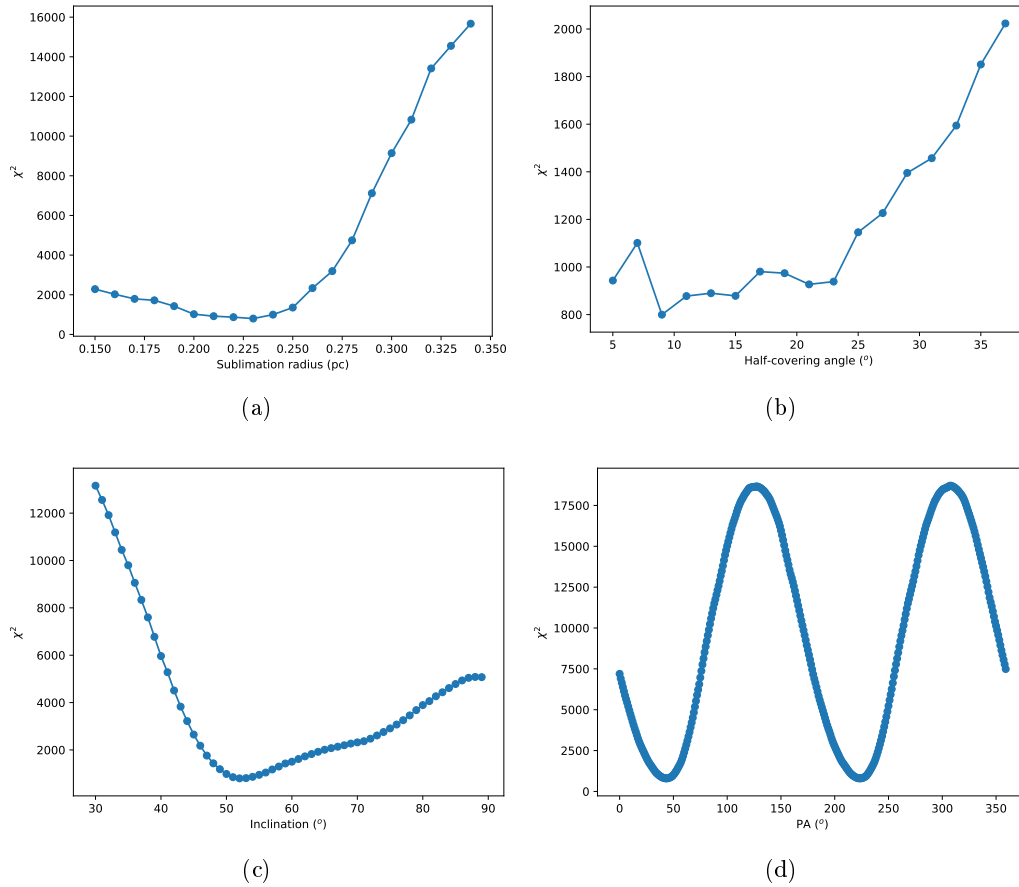 16000
14000
12000
10000
8000
6000
4000
2000
0
χ²
0.150 0.175 0.200 0.225 0.250 0.275 0.300 0.325 0.350
Sublimation radius (pc)
(a)
2000
1800
1600
1400
1200
1000
800
χ²
5 10 15 20 25 30 35
Half-covering angle (°)
(b)
12000
10000
8000
6000
4000
2000
χ²
30 40 50 60 70 80 90
Inclination (°)
(c)
17500
15000
12500
10000
7500
5000
2500
0
χ²
0 50 100 150 200 250 300 350
PA (°)
(d)